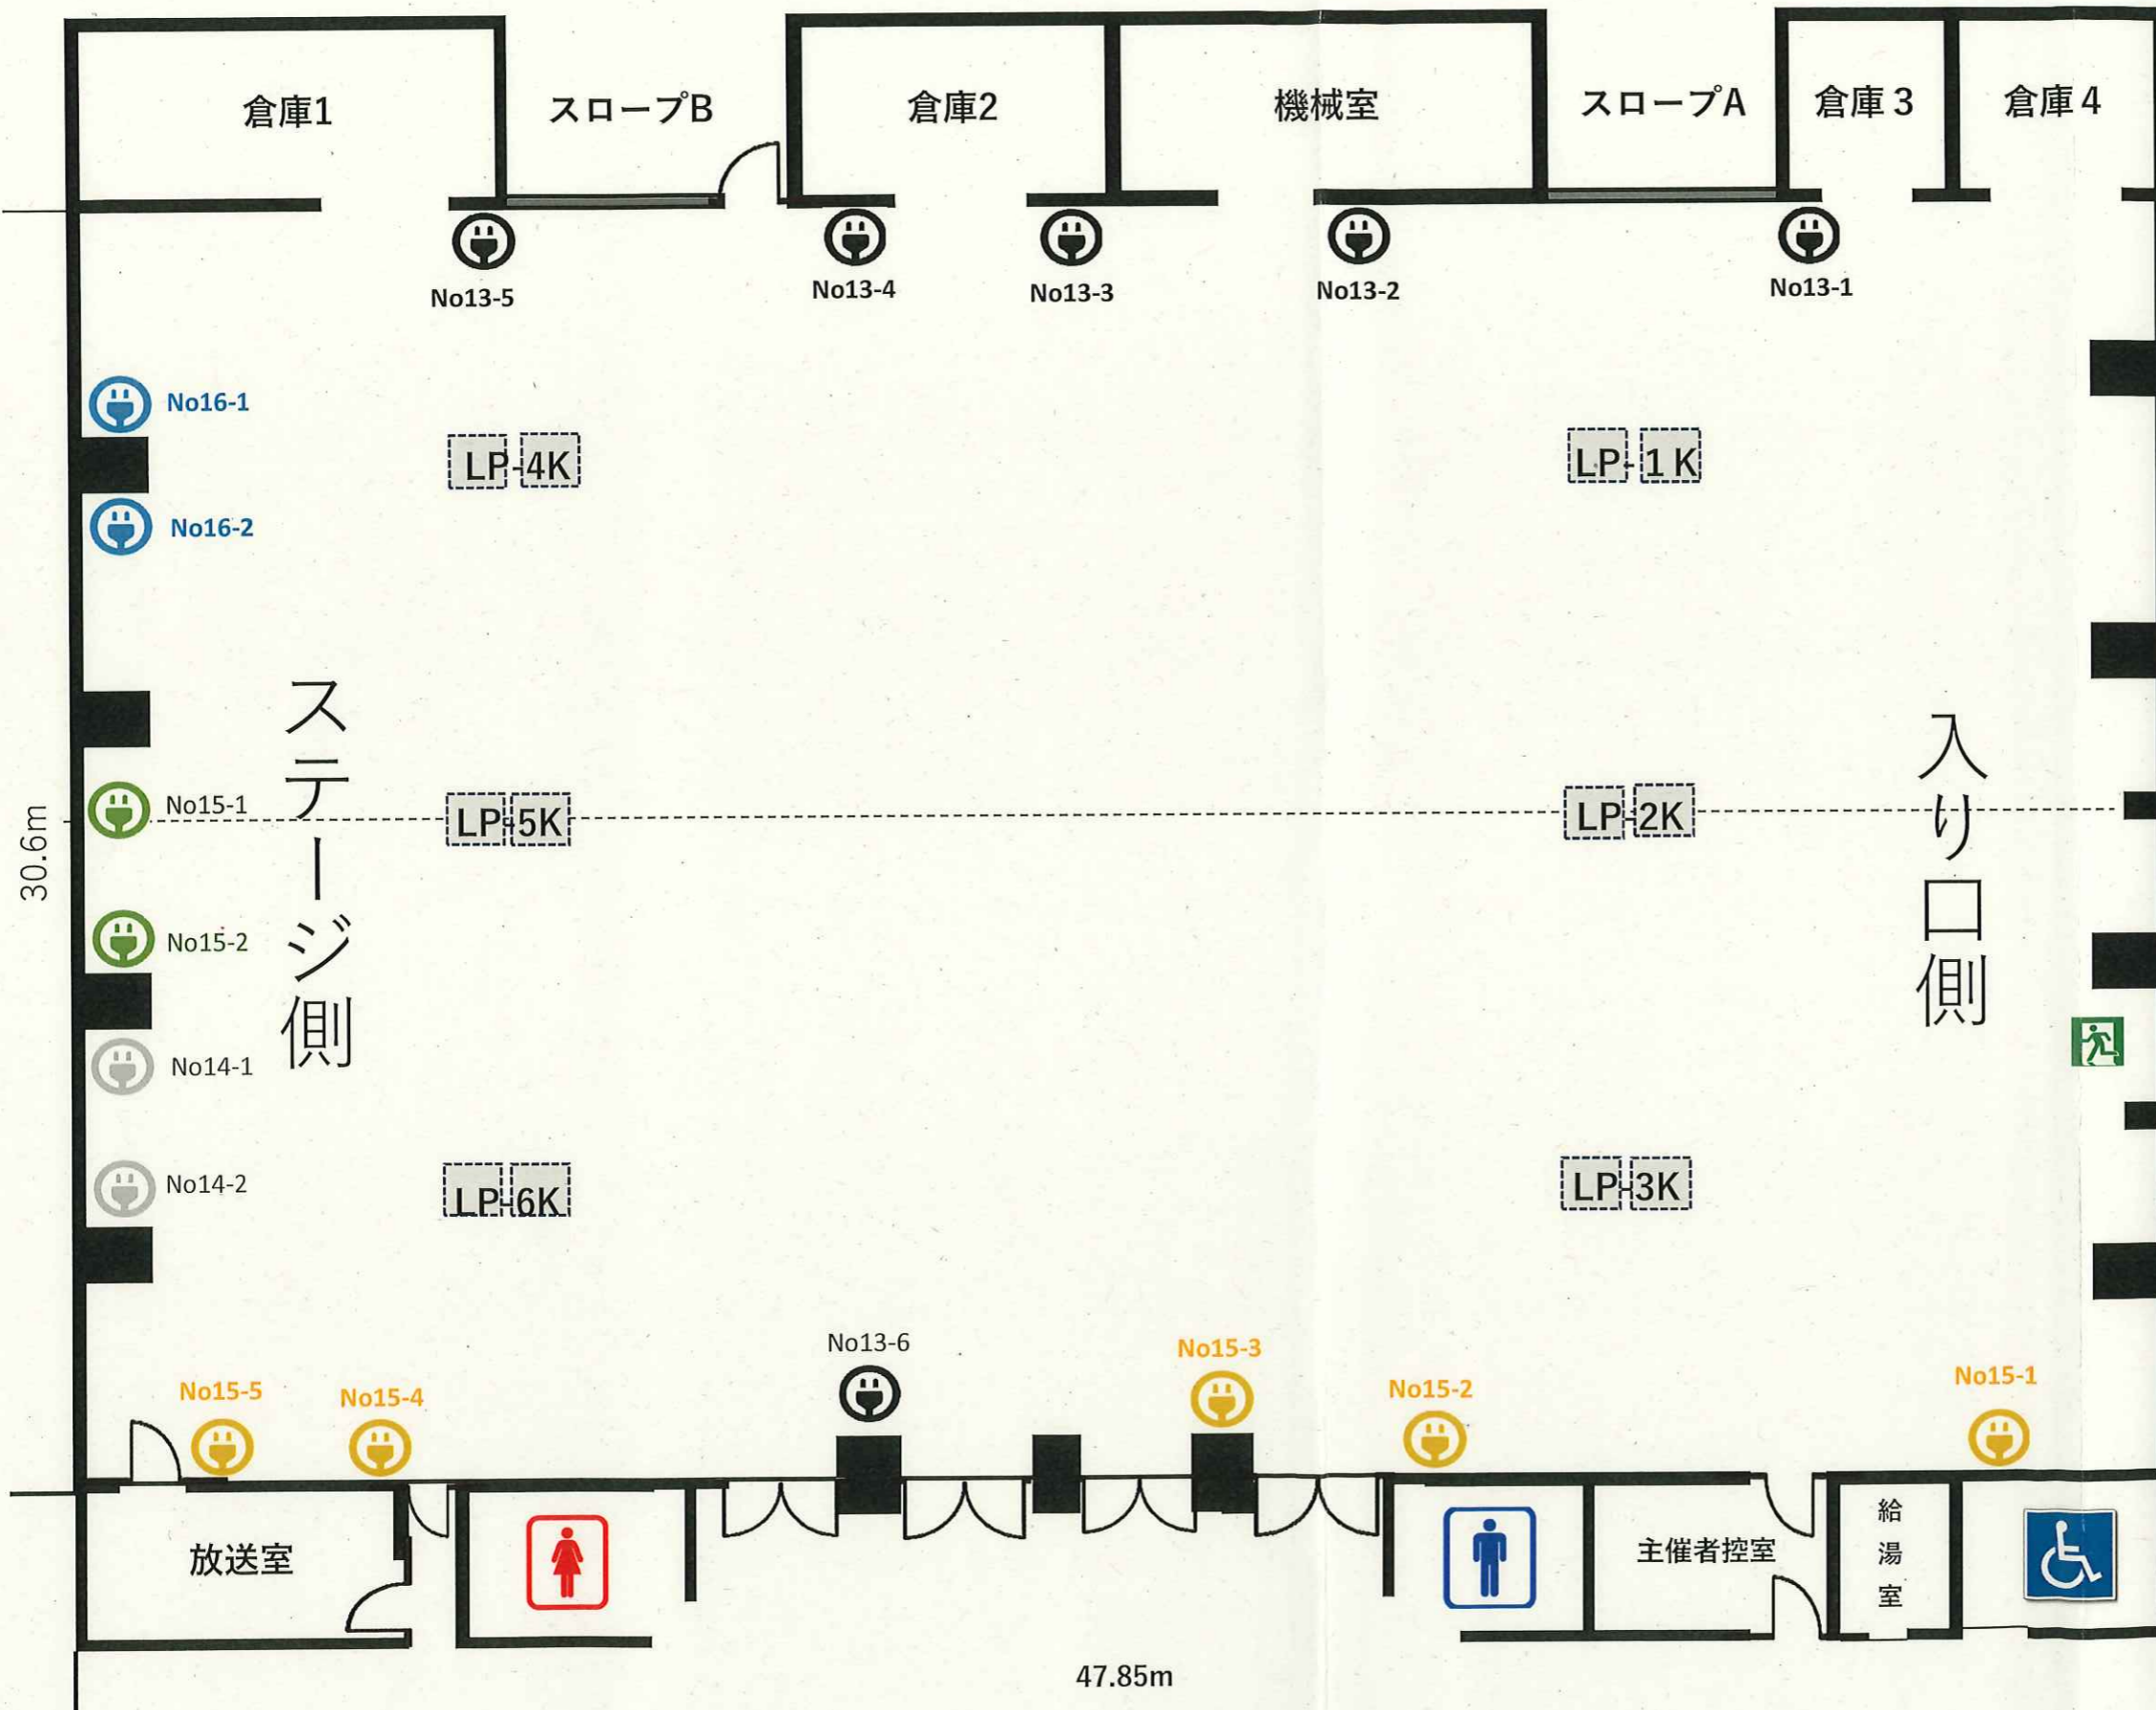 倉庫1
スロープB
倉庫2
機械室
スロープA
倉庫３
倉庫４
No13-5
No13-4
No13-3
No13-2
No13-1
No16-1
LP-4K
LP-１K
No16-2
ステージ側
入り口側
No15-1
LP-5K
LP-2K
30.6m
No15-2
No14-1
No14-2
LP-6K
LP-3K
No13-6
No15-3
No15-5
No15-4
No15-2
No15-1
放送室
主催者控室
給湯室
47.85m